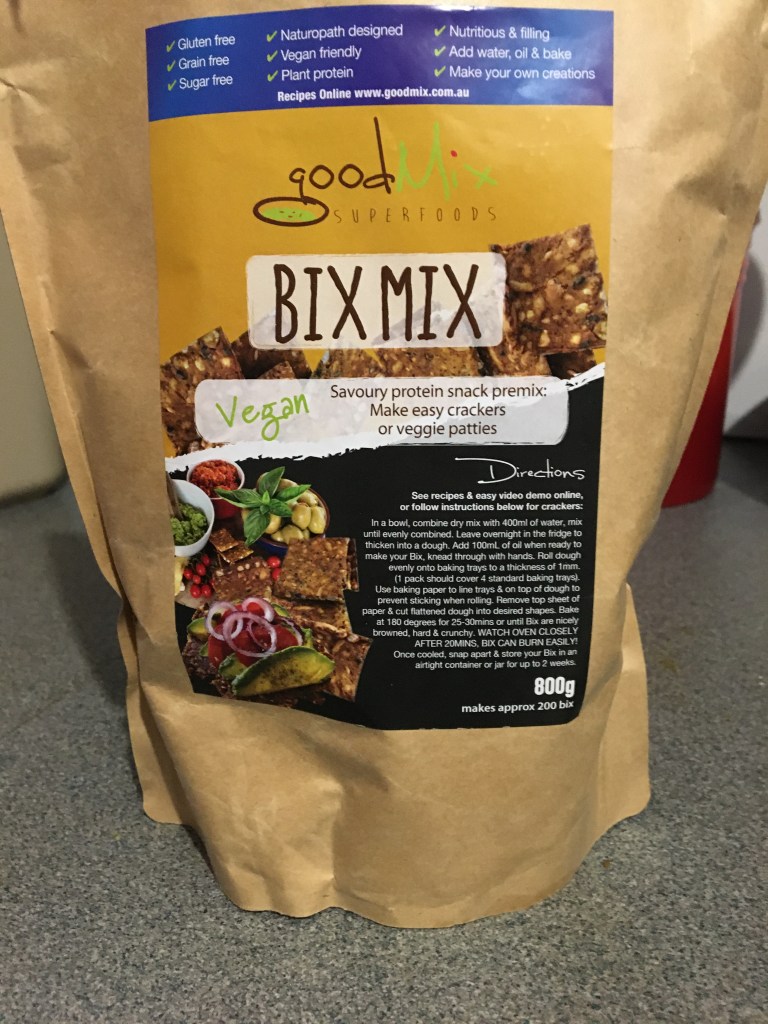 ✓ Gluten free
✓ Grain free
✓ Sugar free
✓ Naturopath designed
✓ Vegan friendly
✓ Plant protein
✓ Nutritious & filling
✓ Add water, oil & bake
✓ Make your own creations
Recipes Online www.goodmix.com.au
goodMix
SUPERFOODS
BIX MIX
Vegan
Savoury protein snack premix:
Make easy crackers
or veggie patties
Directions
See recipes & easy video demo online,
or follow instructions below for crackers:
In a bowl, combine dry mix with 400ml of water, mix
until evenly combined. Leave overnight in the fridge to
thicken into a dough. Add 100mL of oil when ready to
make your Bix, knead through with hands. Roll dough
evenly onto baking trays to a thickness of 1mm.
(1 pack should cover 4 standard baking trays).
Use baking paper to line trays & on top of dough to
prevent sticking when rolling. Remove top sheet of
paper & cut flattened dough into desired shapes. Bake
at 180 degrees for 25-30mins or until Bix are nicely
browned, hard & crunchy. WATCH OVEN CLOSELY
AFTER 20MINS, BIX CAN BURN EASILY!
Once cooled, snap apart & store your Bix in an
airtight container or jar for up to 2 weeks.
800g
makes approx 200 bix